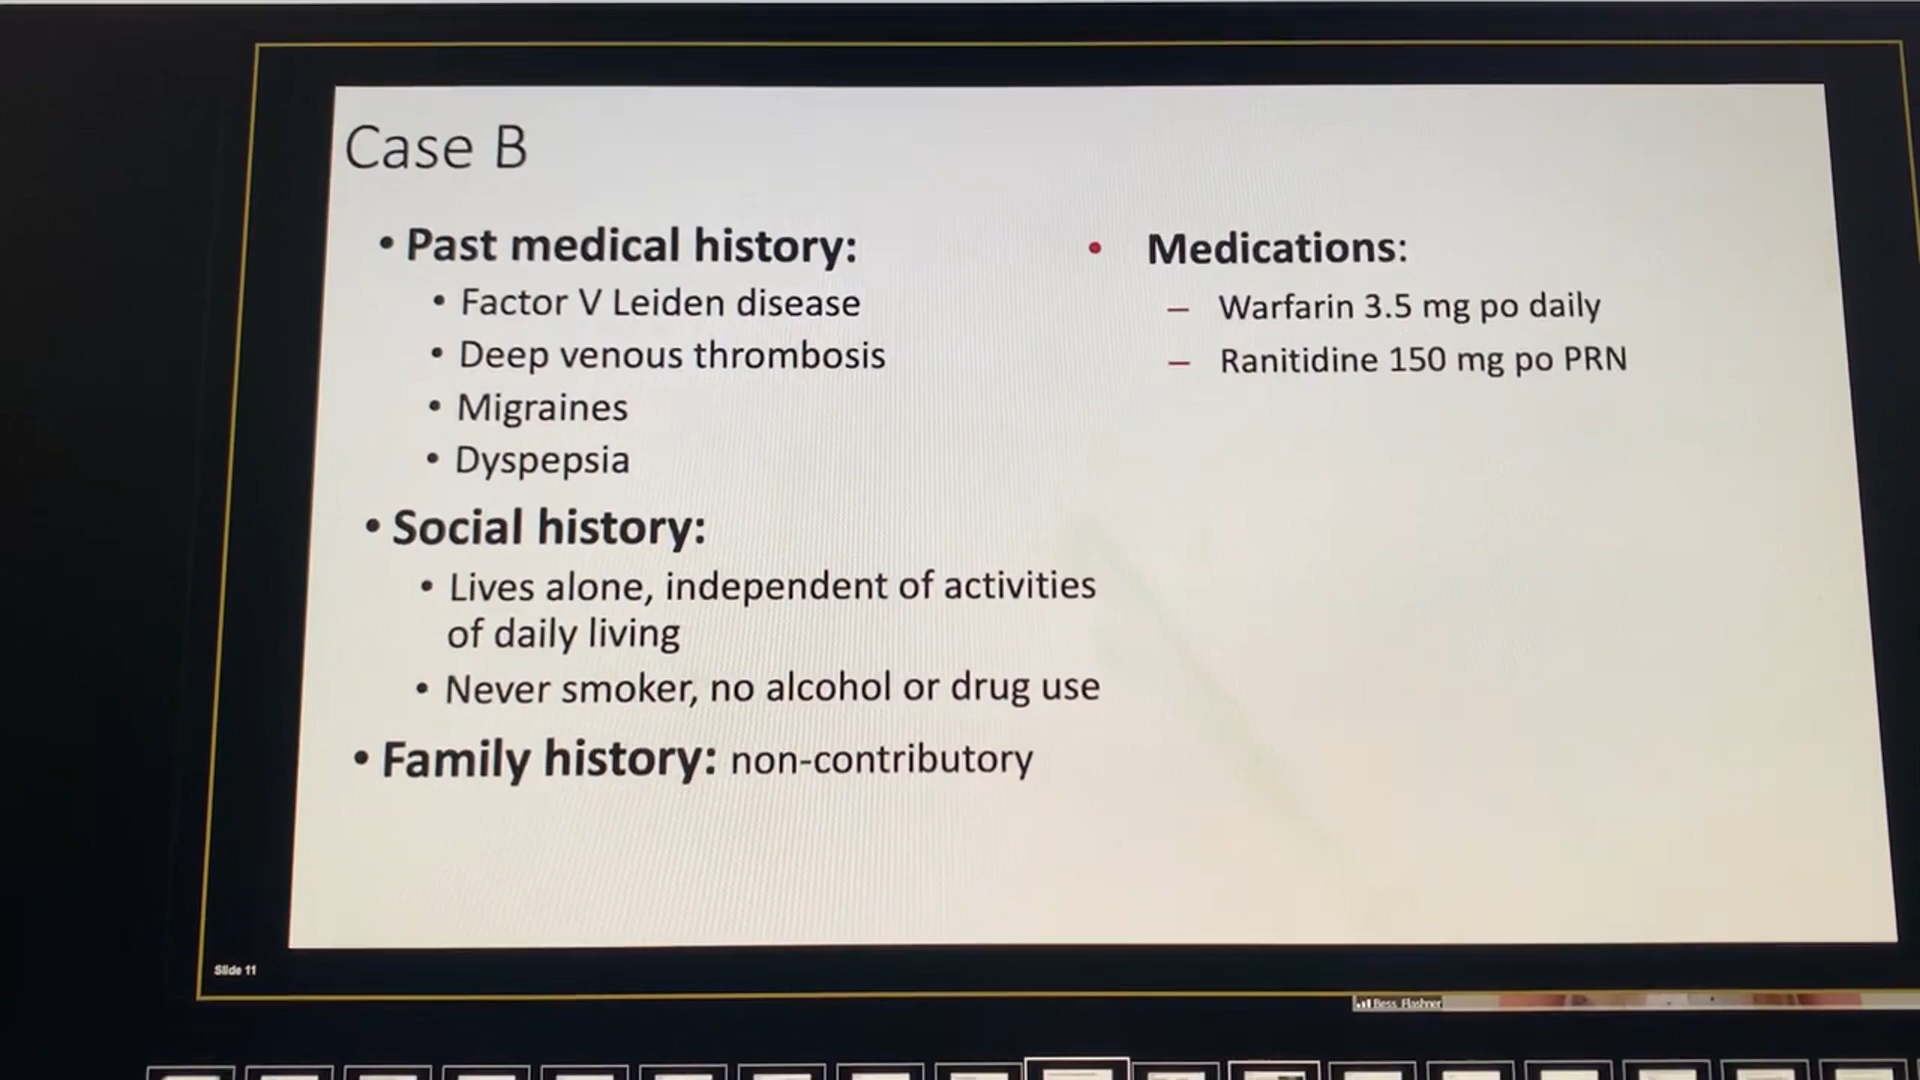 Case B
• Past medical history:
• Factor V Leiden disease
• Deep venous thrombosis
• Migraines
• Dyspepsia
• Social history:
• Lives alone, independent of activities
of daily living
• Never smoker, no alcohol or drug use
• Family history: non-contributory
• Medications:
– Warfarin 3.5 mg po daily
– Ranitidine 150 mg po PRN
Slide 11
Bess Flashner